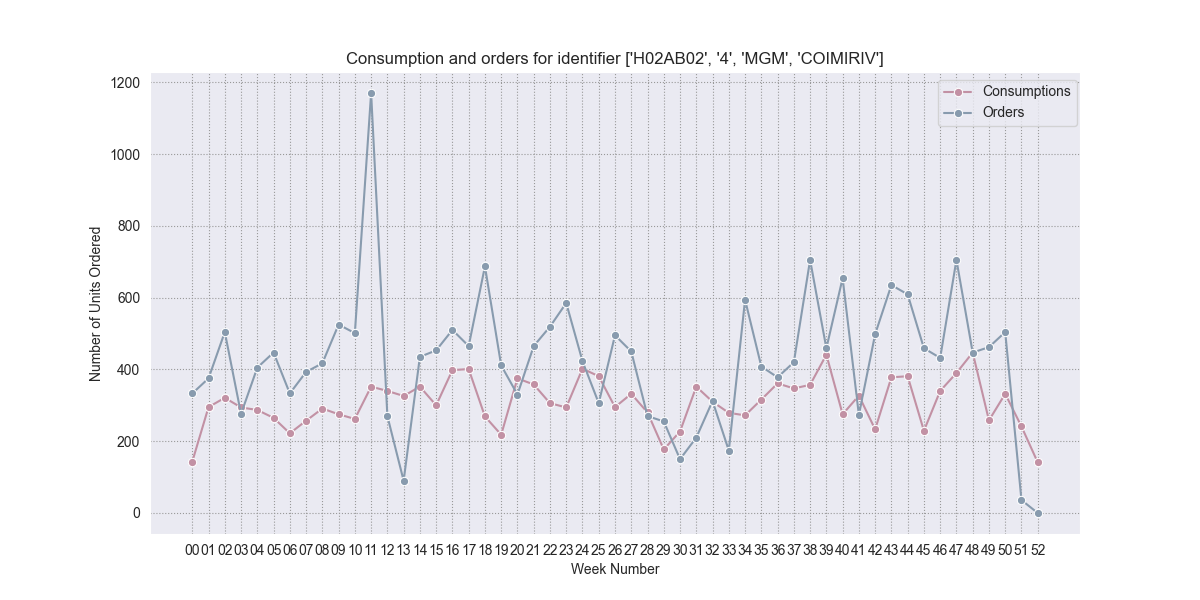 Consumption and orders for identifier ['H02AB02', '4', 'MGM', 'COIMIRIV']
Consumptions
Orders
1200
1000
800
600
400
200
0
Number of Units Ordered
00 01 02 03 04 05 06 07 08 09 10 11 12 13 14 15 16 17 18 19 20 21 22 23 24 25 26 27 28 29 30 31 32 33 34 35 36 37 38 39 40 41 42 43 44 45 46 47 48 49 50 51 52
Week Number